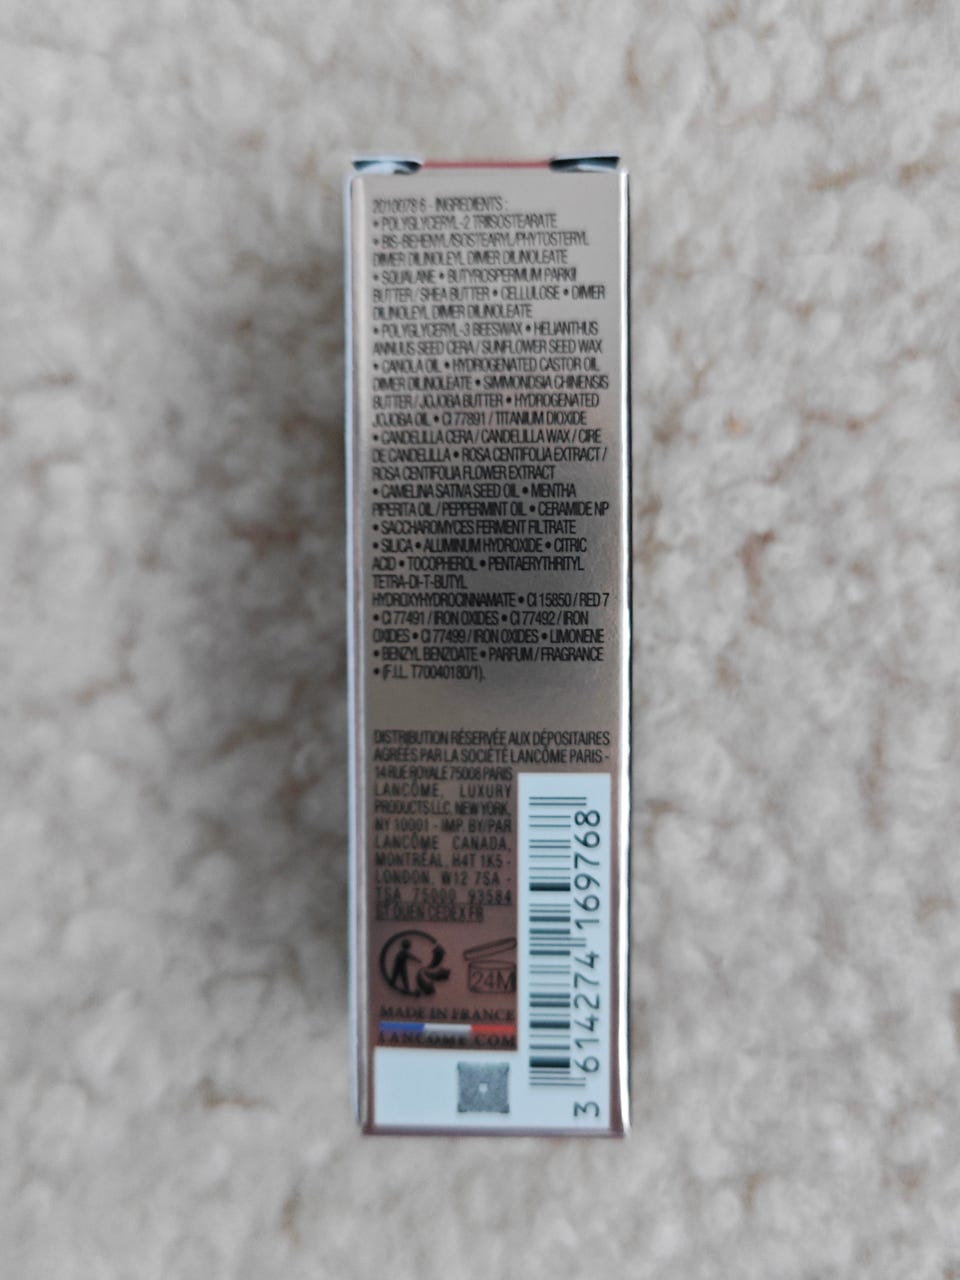 2010078 6 - INGREDIENTS :
• POLYGLYCERYL-2 TRIISOSTEARATE
• BIS-BEHENYL/ISOSTEARYL/PHYTOSTERYL
DIMER DILINOLEYL DIMER DILINOLEATE
• SQUALANE • BUTYROSPERMUM PARKII
BUTTER / SHEA BUTTER • CELLULOSE • DIMER
DILINOLEYL DIMER DILINOLEATE
• POLYGLYCERYL-3 BEESWAX • HELIANTHUS
ANNUUS SEED CERA / SUNFLOWER SEED WAX
• CANOLA OIL • HYDROGENATED CASTOR OIL
DIMER DILINOLEATE • SIMMONDSIA CHINENSIS
BUTTER / JOJOBA BUTTER • HYDROGENATED
JOJOBA OIL • CI 77891 / TITANIUM DIOXIDE
• CANDELILLA CERA / CANDELILLA WAX / CIRE
DE CANDELILLA • ROSA CENTIFOLIA EXTRACT /
ROSA CENTIFOLIA FLOWER EXTRACT
• CAMELINA SATIVA SEED OIL • MENTHA
PIPERITA OIL / PEPPERMINT OIL • CERAMIDE NP
• SACCHAROMYCES FERMENT FILTRATE
• SILICA • ALUMINUM HYDROXIDE • CITRIC
ACID • TOCOPHEROL • PENTAERYTHRITYL
TETRA-DI-T-BUTYL
HYDROXYHYDROCINNAMATE • CI 15850 / RED 7
• CI 77491 / IRON OXIDES • CI 77492 / IRON
OXIDES • CI 77499 / IRON OXIDES • LIMONENE
• BENZYL BENZOATE • PARFUM / FRAGRANCE
• (F.I.L. T70040180/1).
DISTRIBUTION RÉSERVÉE AUX DÉPOSITAIRES
AGRÉÉS PAR LA SOCIÉTÉ LANCÔME PARIS -
14 RUE ROYALE 75008 PARIS
LANCÔME, LUXURY
PRODUCTS LLC, NEW YORK,
NY 10001 - IMP. BY/PAR
LANCÔME CANADA,
MONTRÉAL, H4T 1K5 -
LONDON, W12 7SA -
TSA 75000 93584
ST OUEN CEDEX FR
24M
MADE IN FRANCE
LANCOME.COM
3 614274 169768